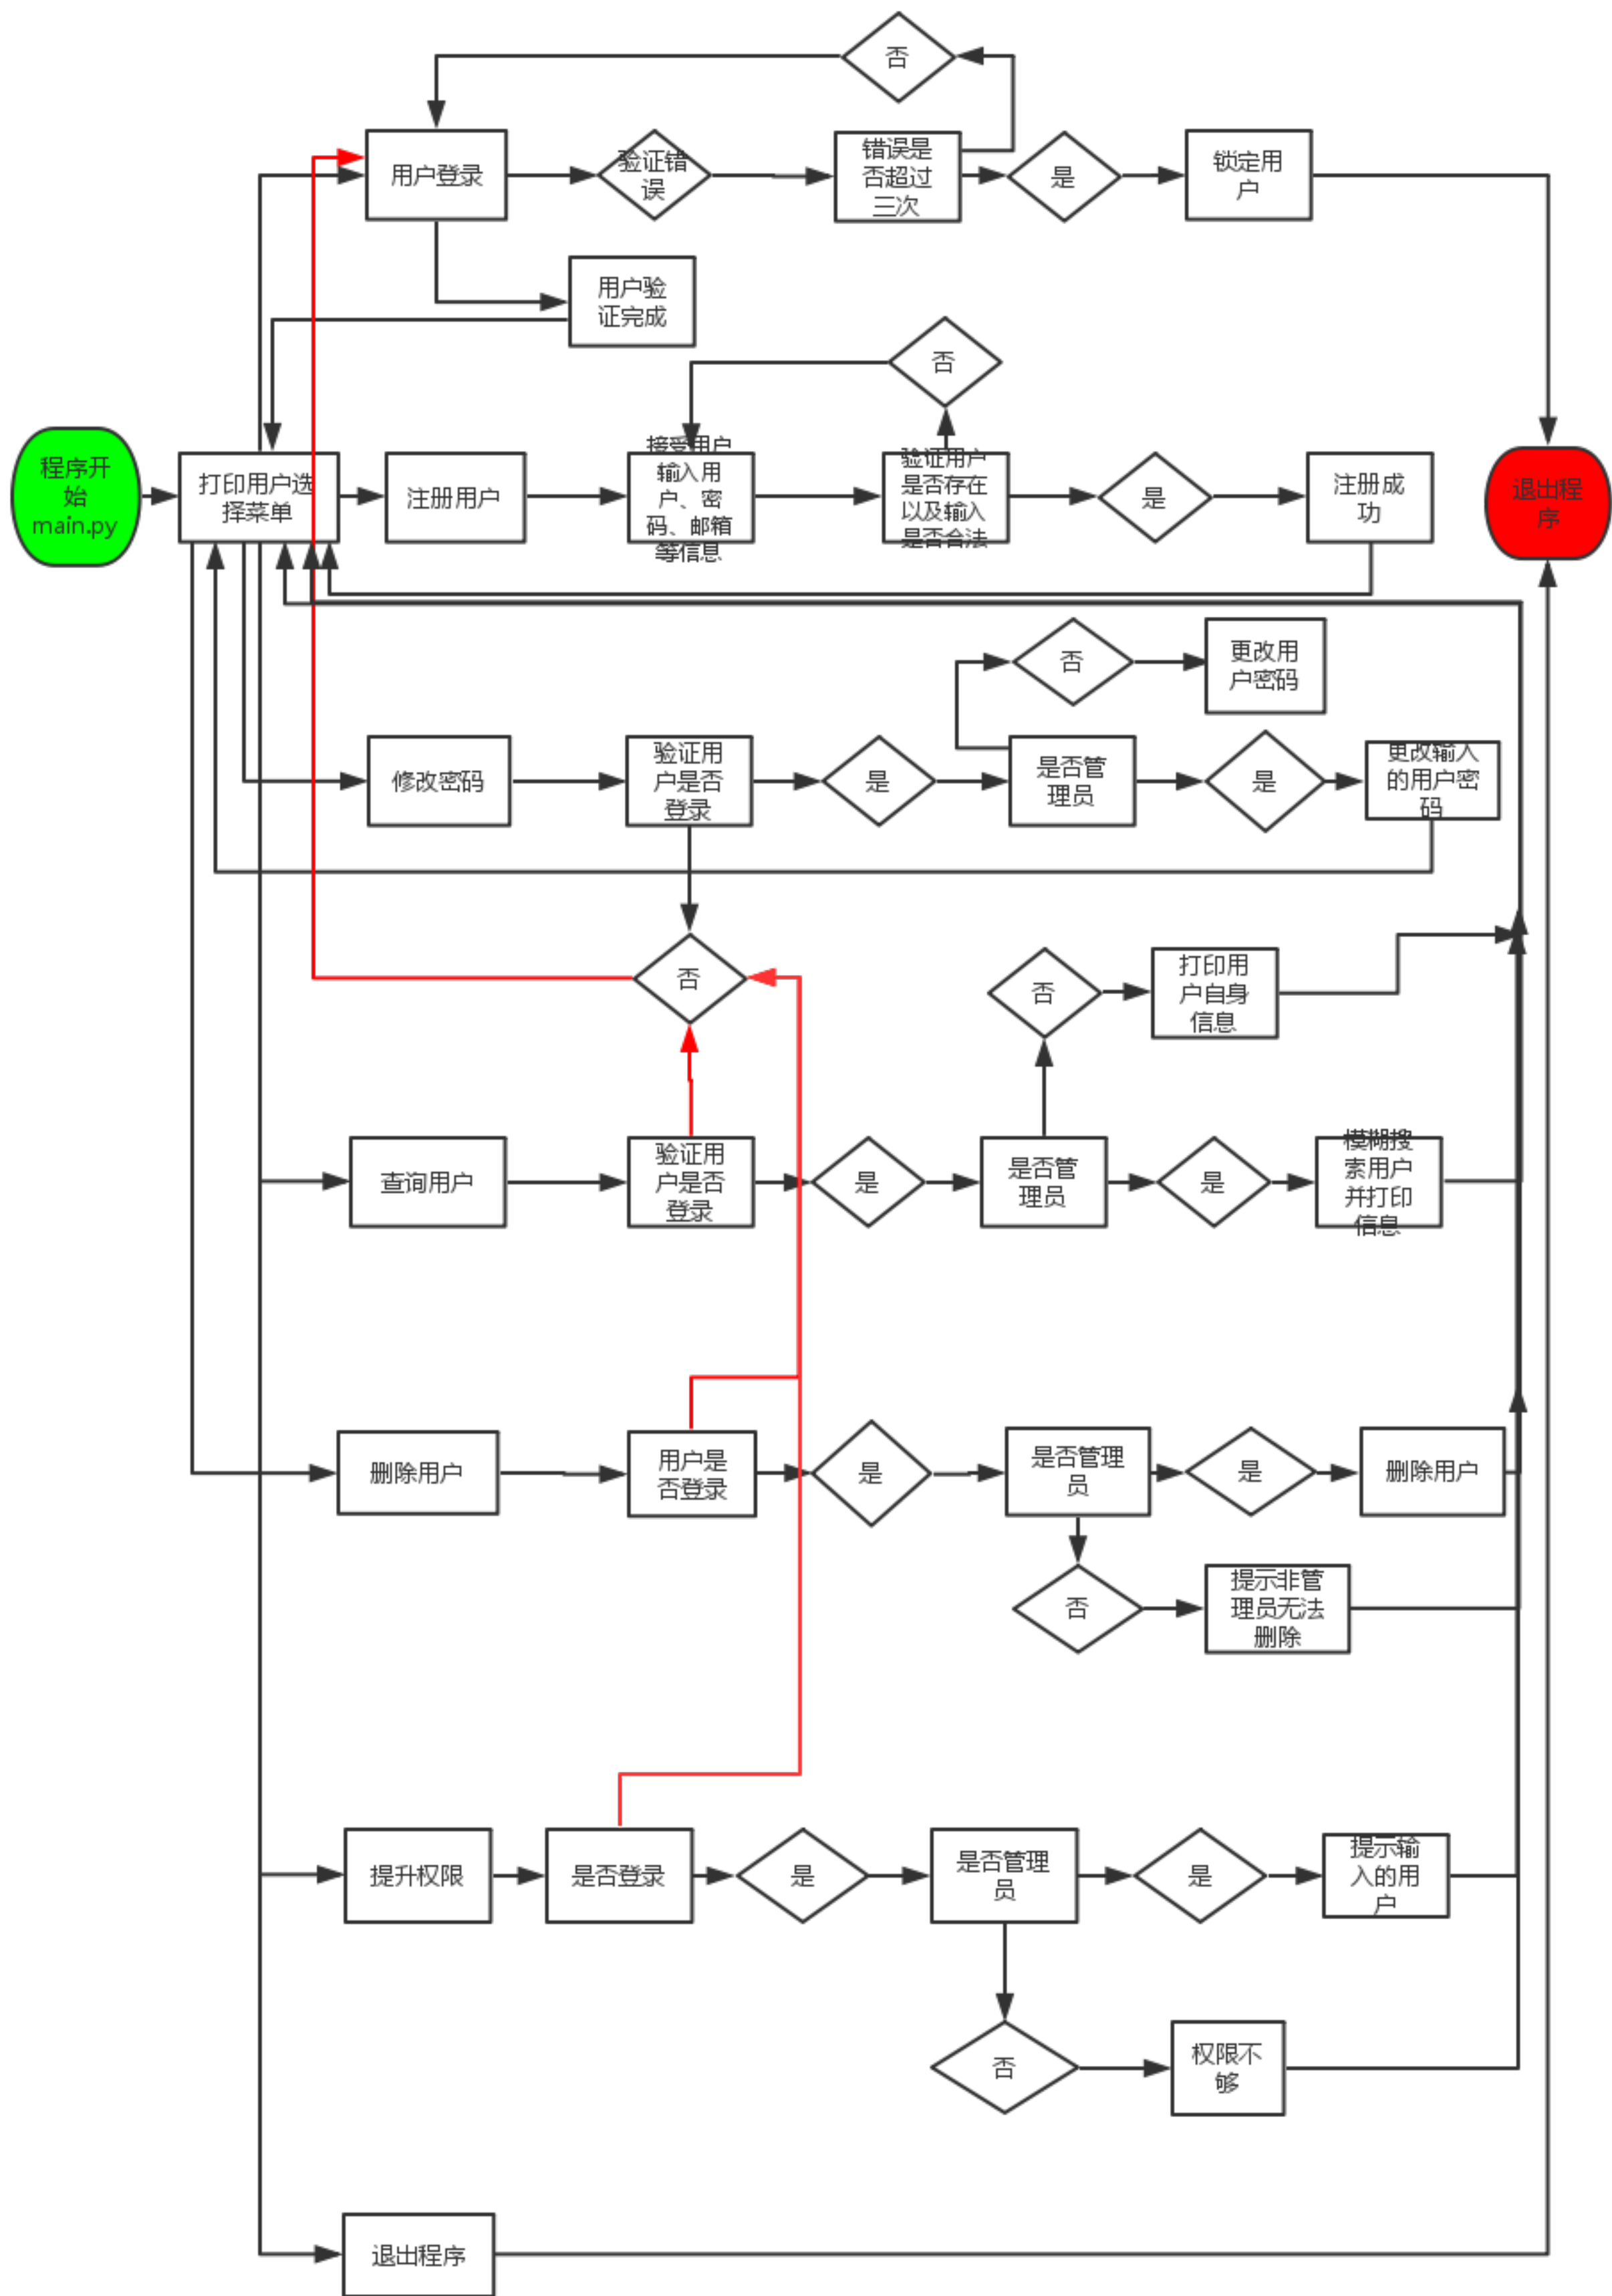 否
用户登录
验证错
误
错误是
否超过
三次
是
锁定用
户
用户验
证完成
否
程序开
始
main.py
打印用户选
择菜单
注册用户
接受用户
输入用
户、密
码、邮箱
等信息
验证用户
是否存在
以及输入
是否合法
是
注册成
功
退出程
序
否
更改用
户密码
修改密码
验证用
户是否
登录
是
是否管
理员
是
更改输入
的用户密
码
否
否
打印用
户自身
信息
查询用户
验证用
户是否
登录
是
是否管
理员
是
模糊搜
索用户
并打印
信息
删除用户
用户是
否登录
是
是否管理
员
是
删除用户
否
提示非管
理员无法
删除
提升权限
是否登录
是
是否管理
员
是
提示输
入的用
户
否
权限不
够
退出程序